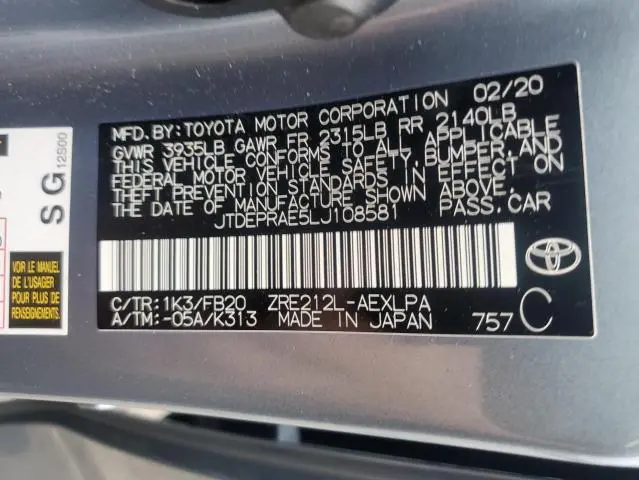 MFD.BY:TOYOTA MOTOR CORPORATION 02/20
GVWR 3935LB GAWR FR 2315LB RR 2140LB
THIS VEHICLE CONFORMS TO ALL APPLICABLE
FEDERAL MOTOR VEHICLE SAFETY, BUMPER, AND
THEFT PREVENTION STANDARDS IN EFFECT ON
THE DATE OF MANUFACTURE SHOWN ABOVE.
JTDEPRAE5LJ108581 PASS.CAR
C/TR:1K3/FB20 ZRE212L-AEXLPA
A/TM:-05A/K313 MADE IN JAPAN 757 C
TOYOTA
SG
12S00
VOIR LE MANUEL
DE L'USAGER
POUR PLUS DE